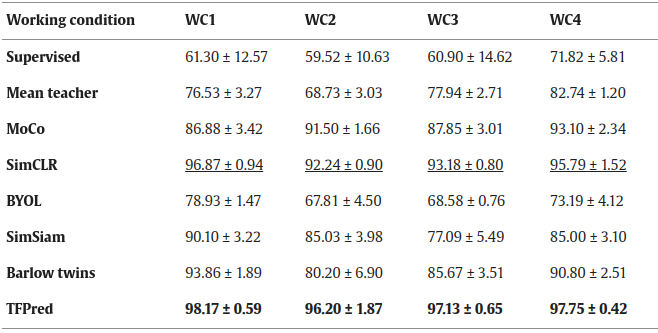 Working condition WC1 WC2 WC3 WC4
Supervised 61.30 ± 12.57 59.52 ± 10.63 60.90 ± 14.62 71.82 ± 5.81
Mean teacher 76.53 ± 3.27 68.73 ± 3.03 77.94 ± 2.71 82.74 ± 1.20
MoCo 86.88 ± 3.42 91.50 ± 1.66 87.85 ± 3.01 93.10 ± 2.34
SimCLR 96.87 ± 0.94 92.24 ± 0.90 93.18 ± 0.80 95.79 ± 1.52
BYOL 78.93 ± 1.47 67.81 ± 4.50 68.58 ± 0.76 73.19 ± 4.12
SimSiam 90.10 ± 3.22 85.03 ± 3.98 77.09 ± 5.49 85.00 ± 3.10
Barlow twins 93.86 ± 1.89 80.20 ± 6.90 85.67 ± 3.51 90.80 ± 2.51
TFPred 98.17 ± 0.59 96.20 ± 1.87 97.13 ± 0.65 97.75 ± 0.42